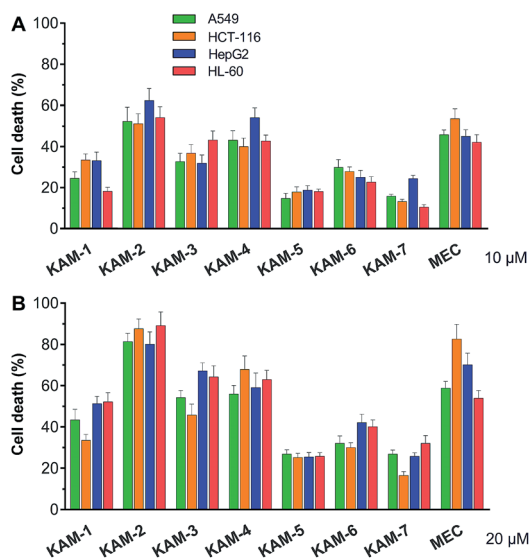 A
A549
HCT-116
HepG2
HL-60
Cell death (%)
100
80
60
40
20
0
KAM-1 KAM-2 KAM-3 KAM-4 KAM-5 KAM-6 KAM-7 MEC
10 µM
B
Cell death (%)
100
80
60
40
20
0
KAM-1 KAM-2 KAM-3 KAM-4 KAM-5 KAM-6 KAM-7 MEC
20 µM